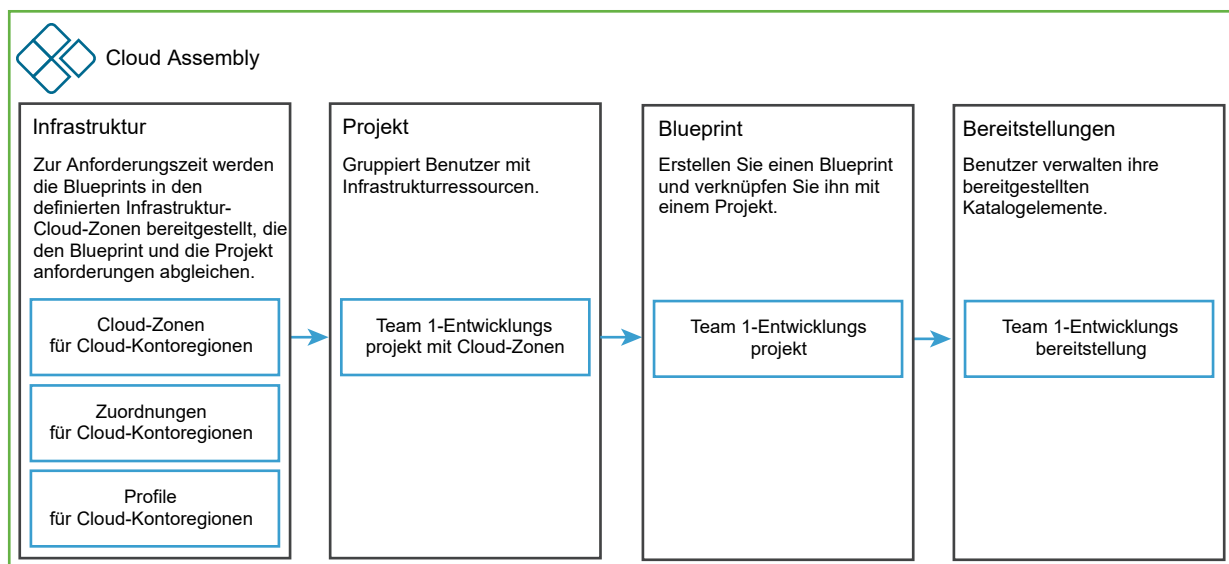 Cloud Assembly
Infrastruktur
Zur Anforderungszeit werden
die Blueprints in den
definierten Infrastruktur-
Cloud-Zonen bereitgestellt, die
den Blueprint und die Projekt
anforderungen abgleichen.
Cloud-Zonen
für Cloud-Kontoregionen
Zuordnungen
für Cloud-Kontoregionen
Profile
für Cloud-Kontoregionen
Projekt
Gruppiert Benutzer mit
Infrastrukturressourcen.
Team 1-Entwicklungs
projekt mit Cloud-Zonen
Blueprint
Erstellen Sie einen Blueprint
und verknüpfen Sie ihn mit
einem Projekt.
Team 1-Entwicklungs
projekt
Bereitstellungen
Benutzer verwalten ihre
bereitgestellten
Katalogelemente.
Team 1-Entwicklungs
bereitstellung